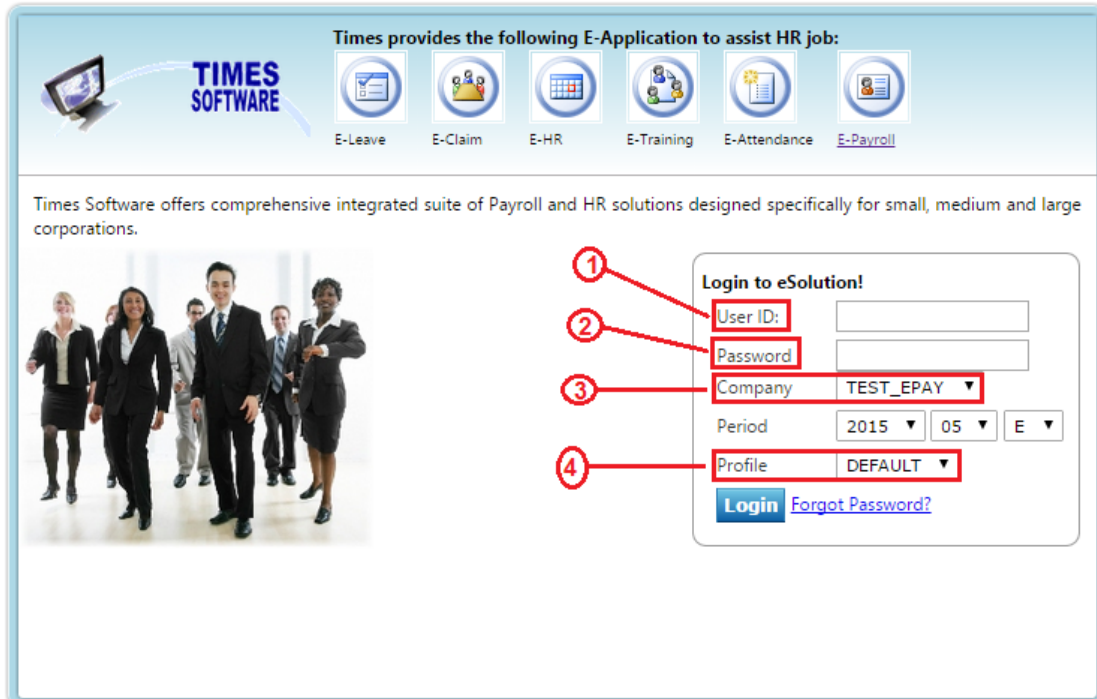 Times provides the following E-Application to assist HR job:
TIMES
SOFTWARE
E-Leave E-Claim E-HR E-Training E-Attendance E-Payroll
Times Software offers comprehensive integrated suite of Payroll and HR solutions designed specifically for small, medium and large
corporations.
Login to eSolution!
1 User ID:
2 Password
3 Company TEST_EPAY
Period 2015 05 E
4 Profile DEFAULT
Login Forgot Password?